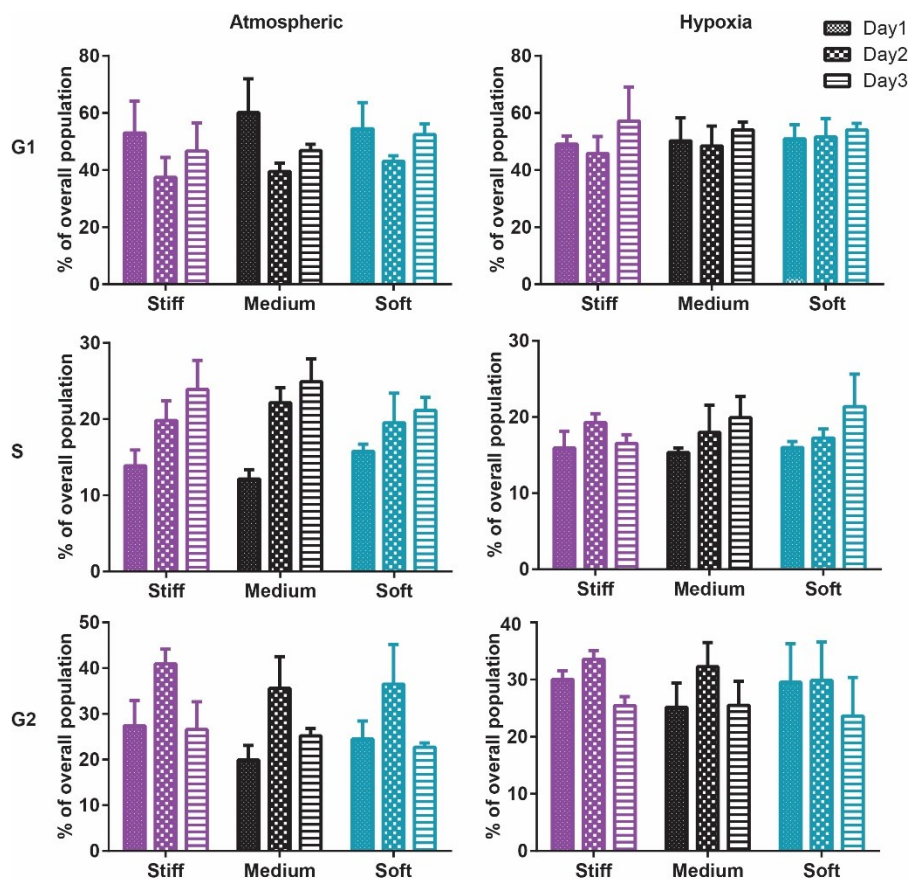 Atmospheric
Hypoxia
Day1
Day2
Day3
G1
% of overall population
80
60
40
20
0
Stiff Medium Soft
% of overall population
80
60
40
20
0
Stiff Medium Soft
S
% of overall population
30
20
10
0
Stiff Medium Soft
% of overall population
30
20
10
0
Stiff Medium Soft
G2
% of overall population
50
40
30
20
10
0
Stiff Medium Soft
% of overall population
40
30
20
10
0
Stiff Medium Soft